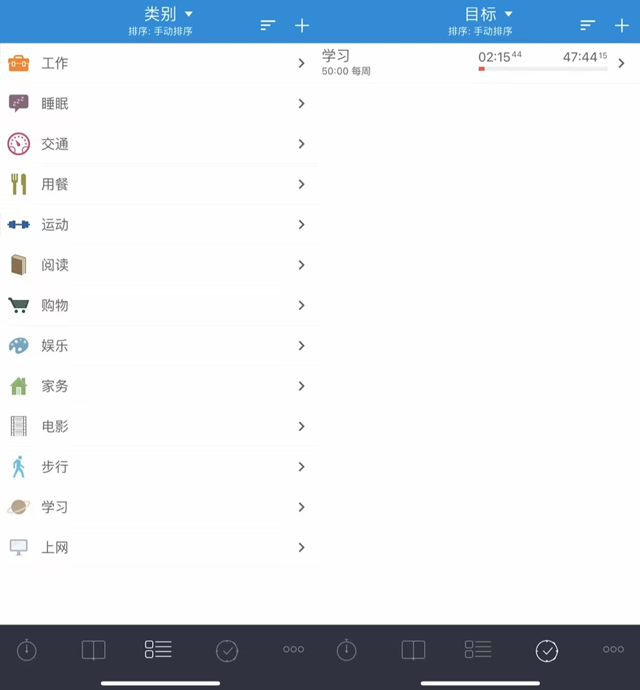 类别
排序: 手动排序
工作
睡眠
交通
用餐
运动
阅读
购物
娱乐
家务
电影
步行
学习
上网
目标
排序: 手动排序
学习
02:15 44
47:44 15
50:00 每周